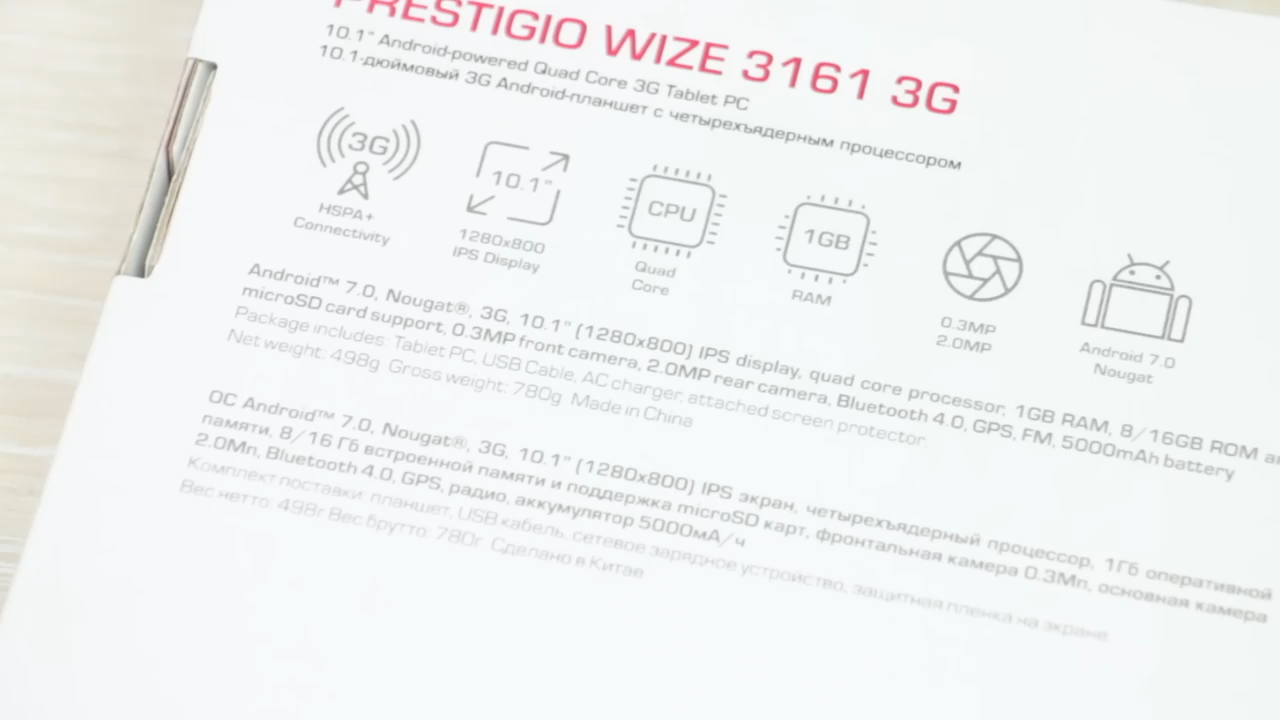 PRESTIGIO WIZE 3161 3G
10.1" Android-powered Quad Core 3G Tablet PC
10.1-дюймовый 3G Android-планшет с четырехъядерным процессором
3G
HSPA+
Connectivity
10.1"
1280x800
IPS Display
CPU
Quad
Core
1GB
RAM
0.3MP
2.0MP
Android 7.0
Nougat
Android™ 7.0, Nougat®, 3G, 10.1" (1280x800) IPS display, quad core processor, 1GB RAM, 8/16GB ROM
microSD card support, 0.3MP front camera, 2.0MP rear camera, Bluetooth 4.0, GPS, FM, 5000mAh battery
Package includes: Tablet PC, USB Cable, AC charger, attached screen protector.
Net weight: 498g Gross weight: 780g Made in China
ОС Android™ 7.0, Nougat®, 3G, 10.1" (1280x800) IPS экран, четырехъядерный процессор, 1Гб оперативной
памяти, 8/16 Гб встроенной памяти и поддержка microSD карт, фронтальная камера 0.3Мп, основная камера
2.0Мп, Bluetooth 4.0, GPS, радио, аккумулятор 5000мА/ч
Комплект поставки: планшет, USB кабель, сетевое зарядное устройство, защитная пленка на экране.
Вес нетто: 498г Вес брутто: 780г Сделано в Китае